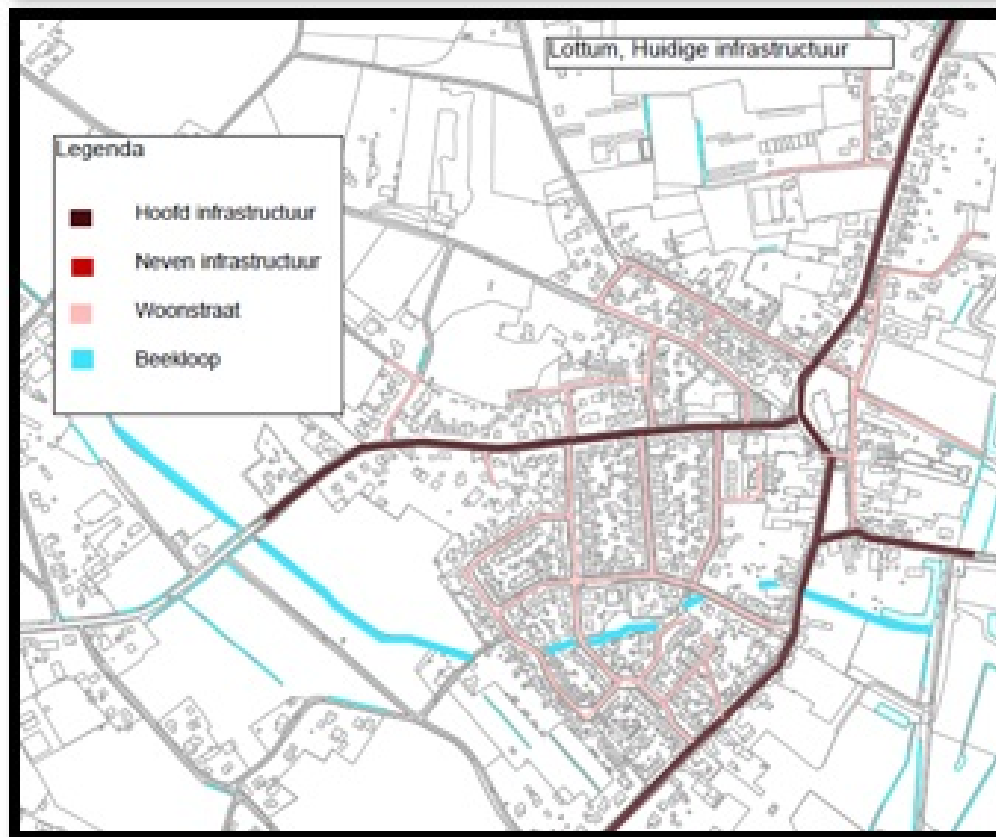 Lottum, Huidige infrastructuur
Legenda
Hoofd infrastructuur
Neven infrastructuur
Woonstraat
Beekloop